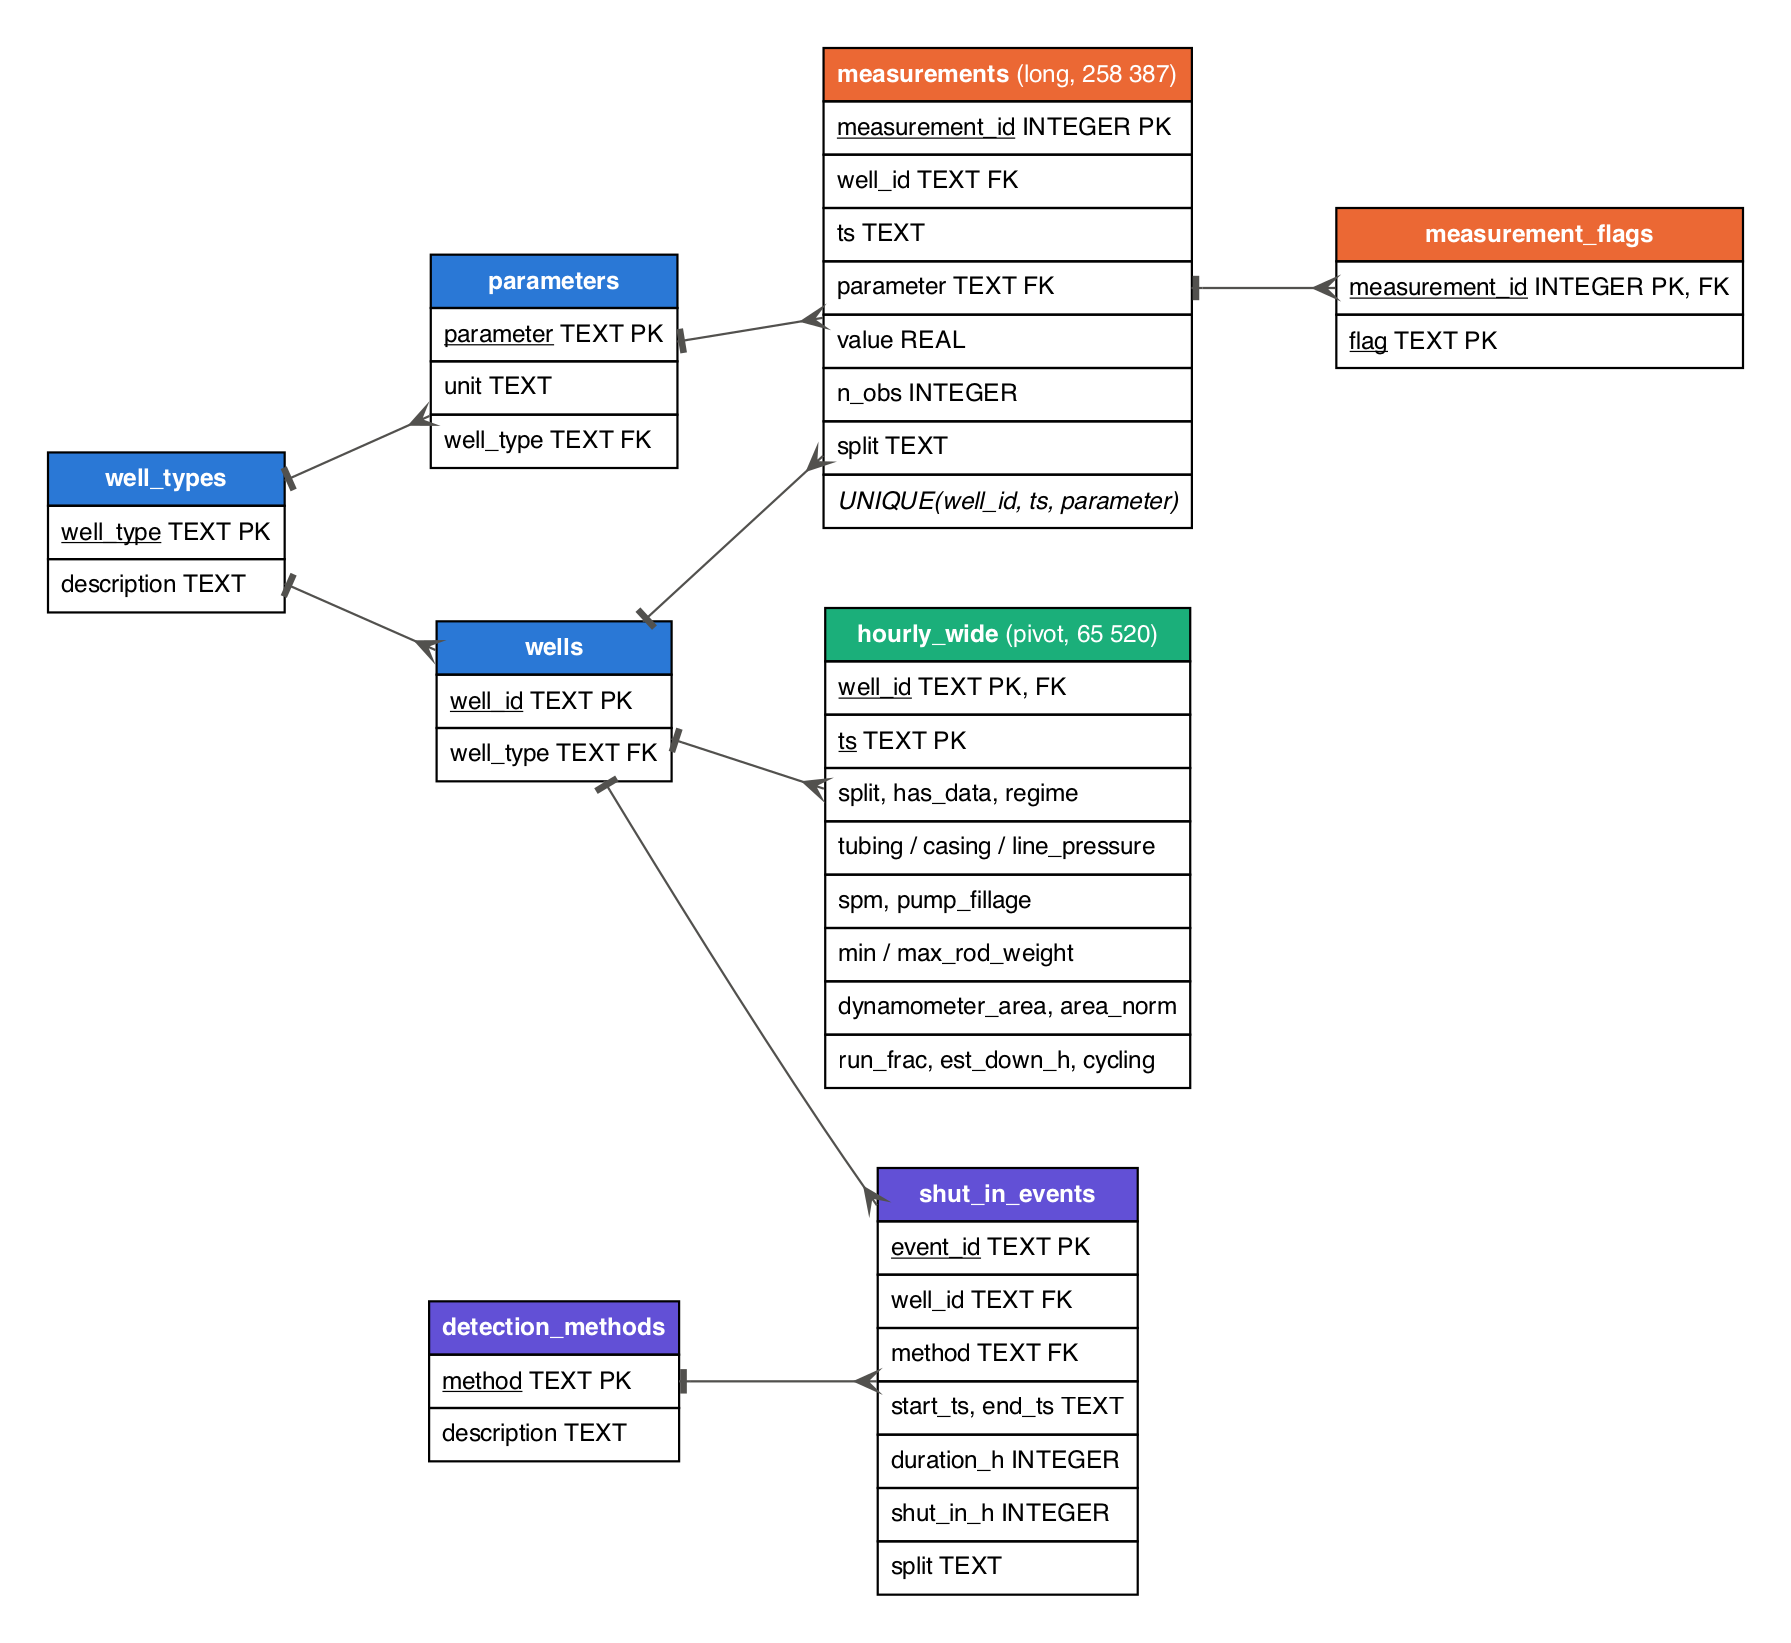 measurements (long, 258 387)
measurement_id INTEGER PK
well_id TEXT FK
ts TEXT
parameter TEXT FK
value REAL
n_obs INTEGER
split TEXT
UNIQUE(well_id, ts, parameter)
measurement_flags
measurement_id INTEGER PK, FK
flag TEXT PK
parameters
parameter TEXT PK
unit TEXT
well_type TEXT FK
well_types
well_type TEXT PK
description TEXT
wells
well_id TEXT PK
well_type TEXT FK
hourly_wide (pivot, 65 520)
well_id TEXT PK, FK
ts TEXT PK
split, has_data, regime
tubing / casing / line_pressure
spm, pump_fillage
min / max_rod_weight
dynamometer_area, area_norm
run_frac, est_down_h, cycling
shut_in_events
event_id TEXT PK
well_id TEXT FK
method TEXT FK
start_ts, end_ts TEXT
duration_h INTEGER
shut_in_h INTEGER
split TEXT
detection_methods
method TEXT PK
description TEXT